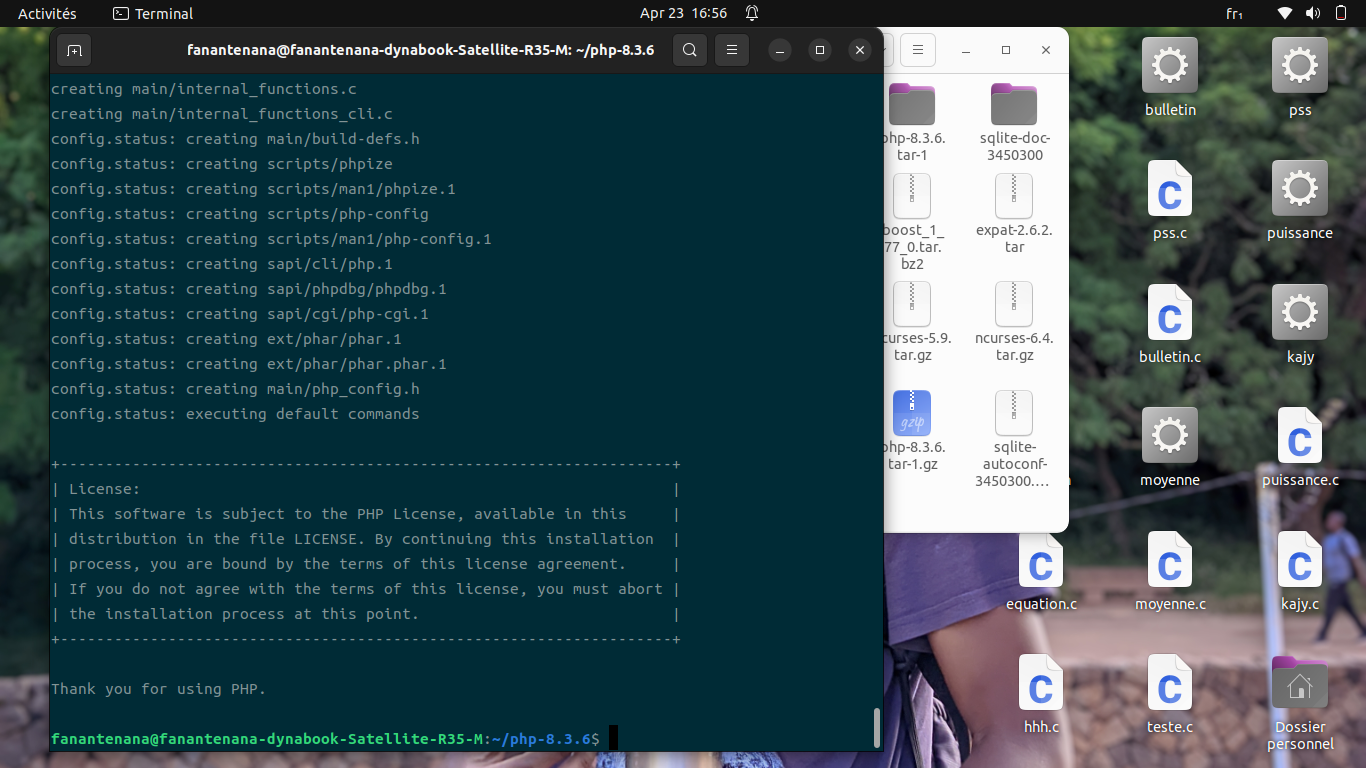 Activités
Terminal
Apr 23 16:56
fr₁
fanantenana@fanantenana-dynabook-Satellite-R35-M: ~/php-8.3.6
creating main/internal_functions.c
creating main/internal_functions_cli.c
config.status: creating main/build-defs.h
config.status: creating scripts/phpize
config.status: creating scripts/man1/phpize.1
config.status: creating scripts/php-config
config.status: creating scripts/man1/php-config.1
config.status: creating sapi/cli/php.1
config.status: creating sapi/phpdbg/phpdbg.1
config.status: creating sapi/cgi/php-cgi.1
config.status: creating ext/phar/phar.1
config.status: creating ext/phar/phar.phar.1
config.status: creating main/php_config.h
config.status: executing default commands
+--------------------------------------------------------------------+
| License:                                                           |
| This software is subject to the PHP License, available in this     |
| distribution in the file LICENSE. By continuing this installation  |
| process, you are bound by the terms of this license agreement.     |
| If you do not agree with the terms of this license, you must abort |
| the installation process at this point.                            |
+--------------------------------------------------------------------+
Thank you for using PHP.
fanantenana@fanantenana-dynabook-Satellite-R35-M:~/php-8.3.6$
php-8.3.6.
tar-1
sqlite-doc-
3450300
boost_1_
77_0.tar.
bz2
expat-2.6.2.
tar
ncurses-5.9.
tar.gz
ncurses-6.4.
tar.gz
gzip
php-8.3.6.
tar-1.gz
sqlite-
autoconf-
3450300.…
bulletin
pss
C
pss.c
puissance
C
bulletin.c
kajy
moyenne
C
puissance.c
C
equation.c
C
moyenne.c
C
kajy.c
C
hhh.c
C
teste.c
Dossier
personnel